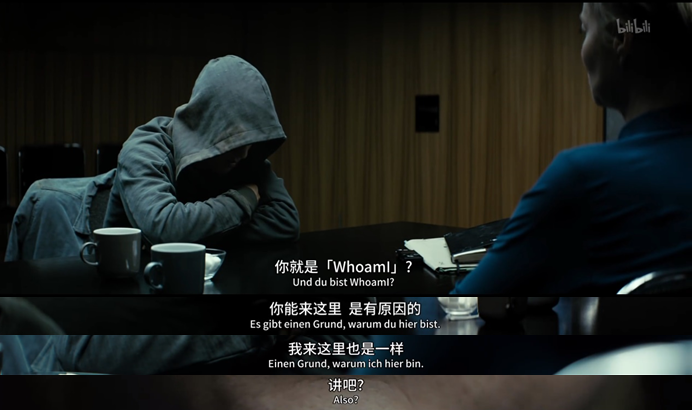 bilibili
你就是「WhoamI」?
Und du bist WhoamI?
你能来这里 是有原因的
Es gibt einen Grund, warum du hier bist.
我来这里也是一样
Einen Grund, warum ich hier bin.
讲吧?
Also?